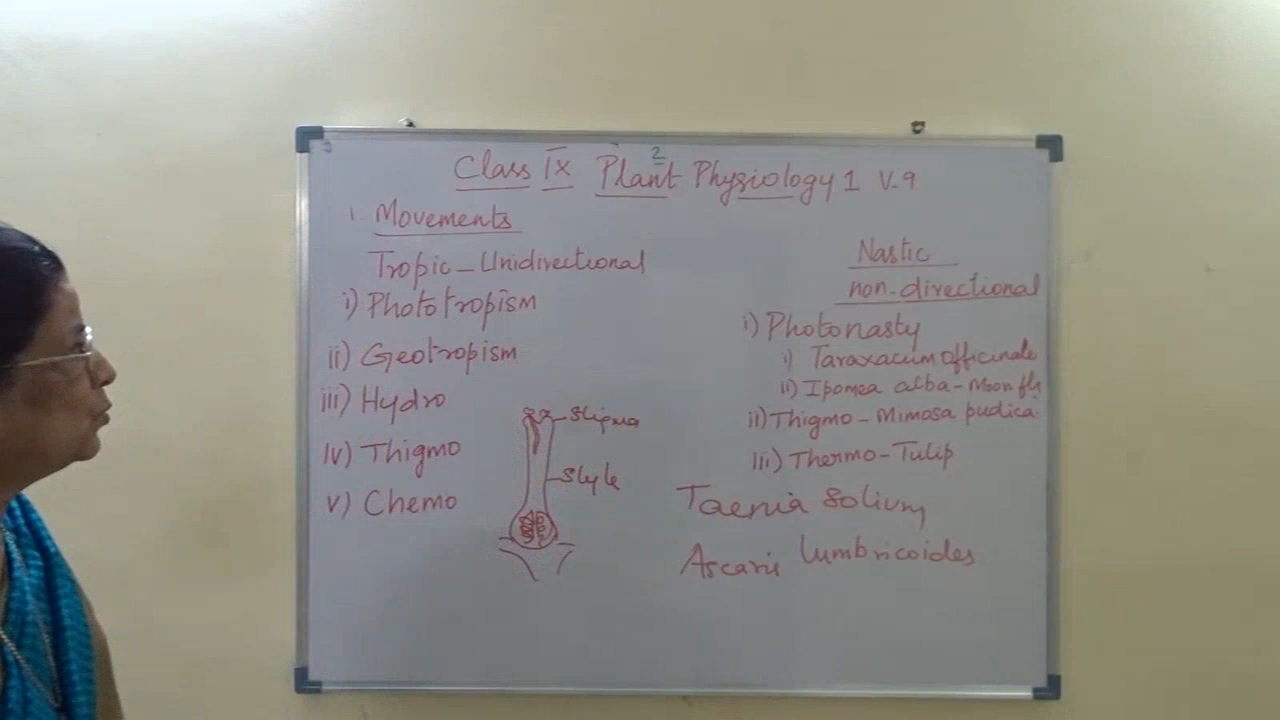 Class IX Plant Physiology 1 V-9
2
1. Movements
Tropic - Unidirectional
i) Phototropism
ii) Geotropism
iii) Hydro
iv) Thigmo
v) Chemo
Stigma
Style
Nastic
non-directional
i) Photonasty
i) Taraxacum officinale
ii) Ipomea alba - Moon fl
ii) Thigmo - Mimosa pudica
iii) Thermo - Tulip
Taenia Solium
Ascaris lumbricoides